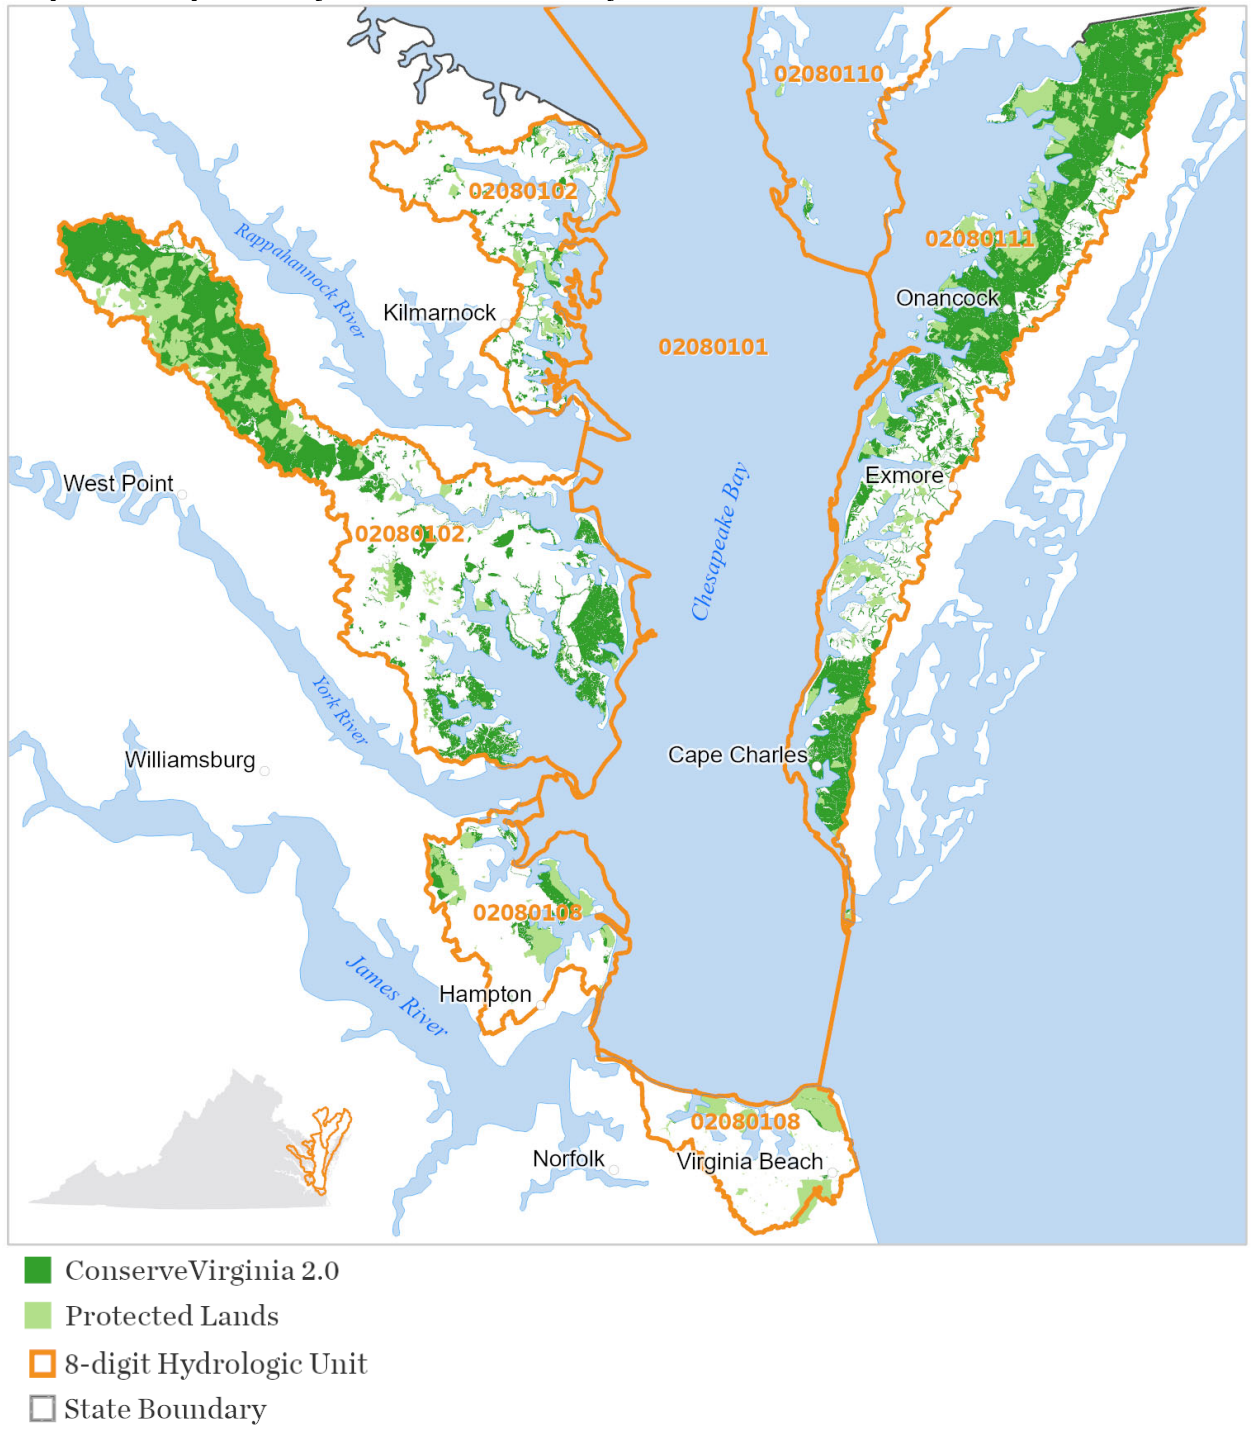 02080110
02080102
Rappahannock River
02080111
Onancock
Kilmarnock
02080101
Exmore
West Point
02080102
Chesapeake Bay
York River
Cape Charles
Williamsburg
02080108
James River
Hampton
02080108
Norfolk
Virginia Beach
ConserveVirginia 2.0
Protected Lands
8-digit Hydrologic Unit
State Boundary